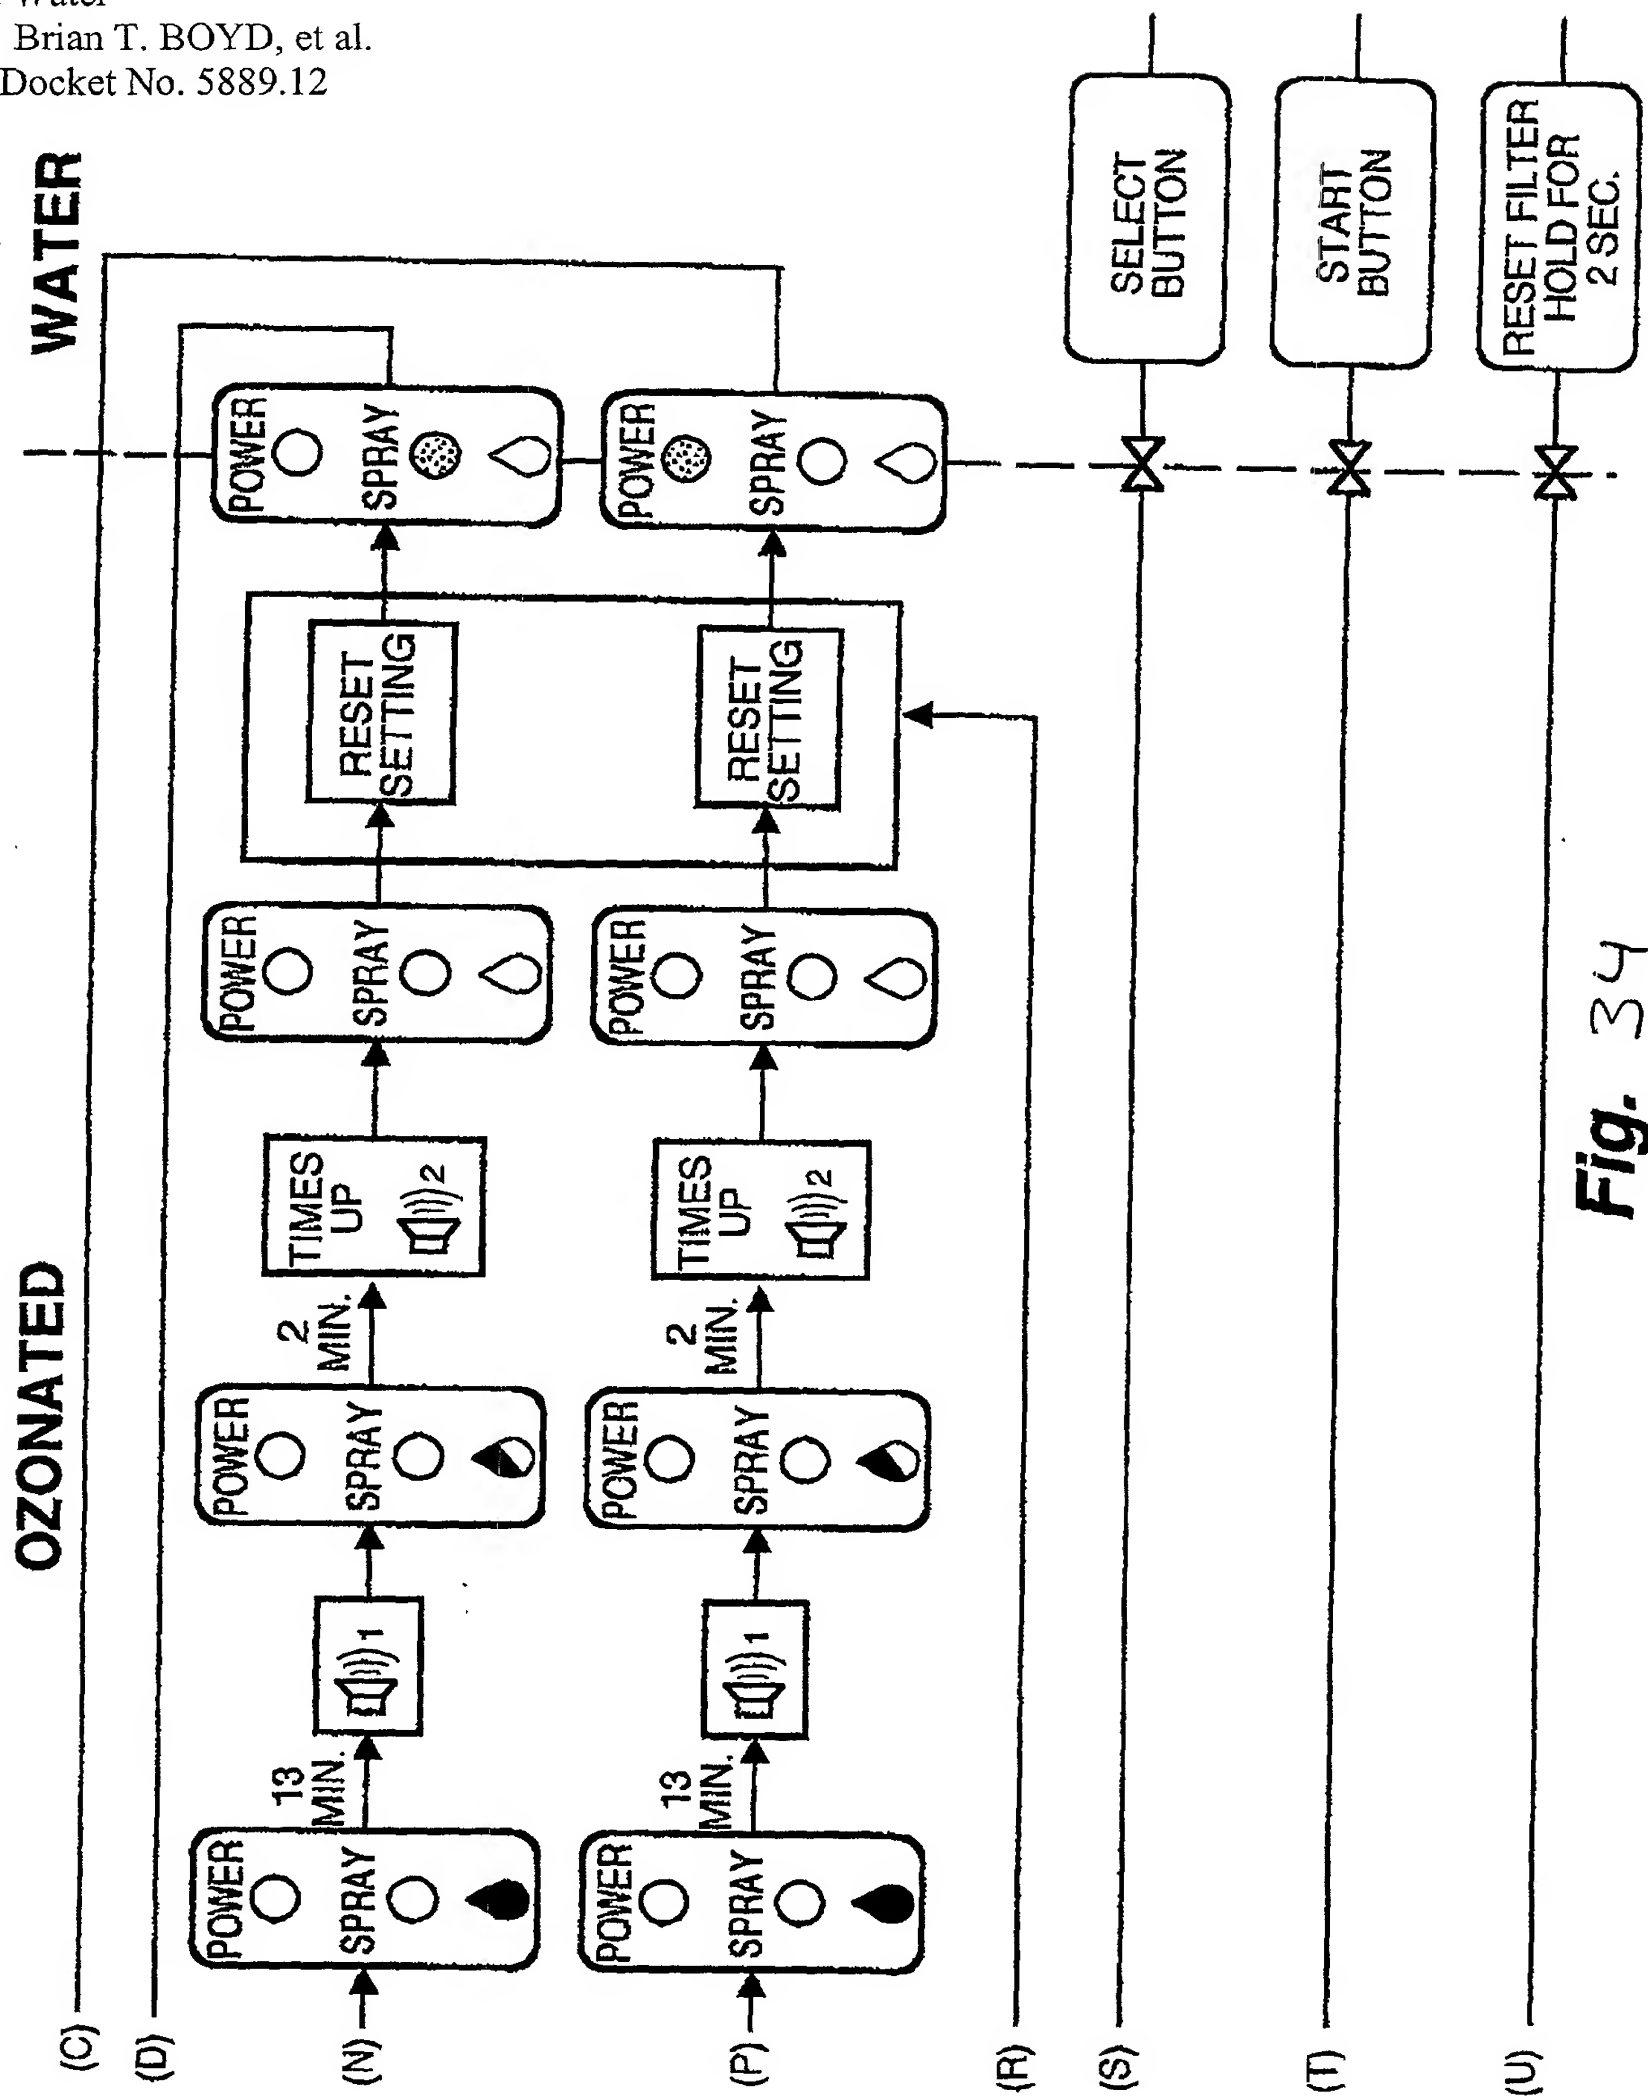 Water
Brian T. BOYD, et al.
Docket No. 5889.12
OZONATED
WATER
(C)
(D)
(N)
POWER
SPRAY
13
MIN.
1
POWER
SPRAY
2
MIN.
TIMES
UP
2
POWER
SPRAY
RESET
SETTING
POWER
SPRAY
(P)
POWER
SPRAY
13
MIN.
1
POWER
SPRAY
2
MIN.
TIMES
UP
2
POWER
SPRAY
RESET
SETTING
POWER
SPRAY
(R)
(S)
SELECT
BUTTON
(T)
START
BUTTON
(U)
RESET FILTER
HOLD FOR
2 SEC.
Fig. 34